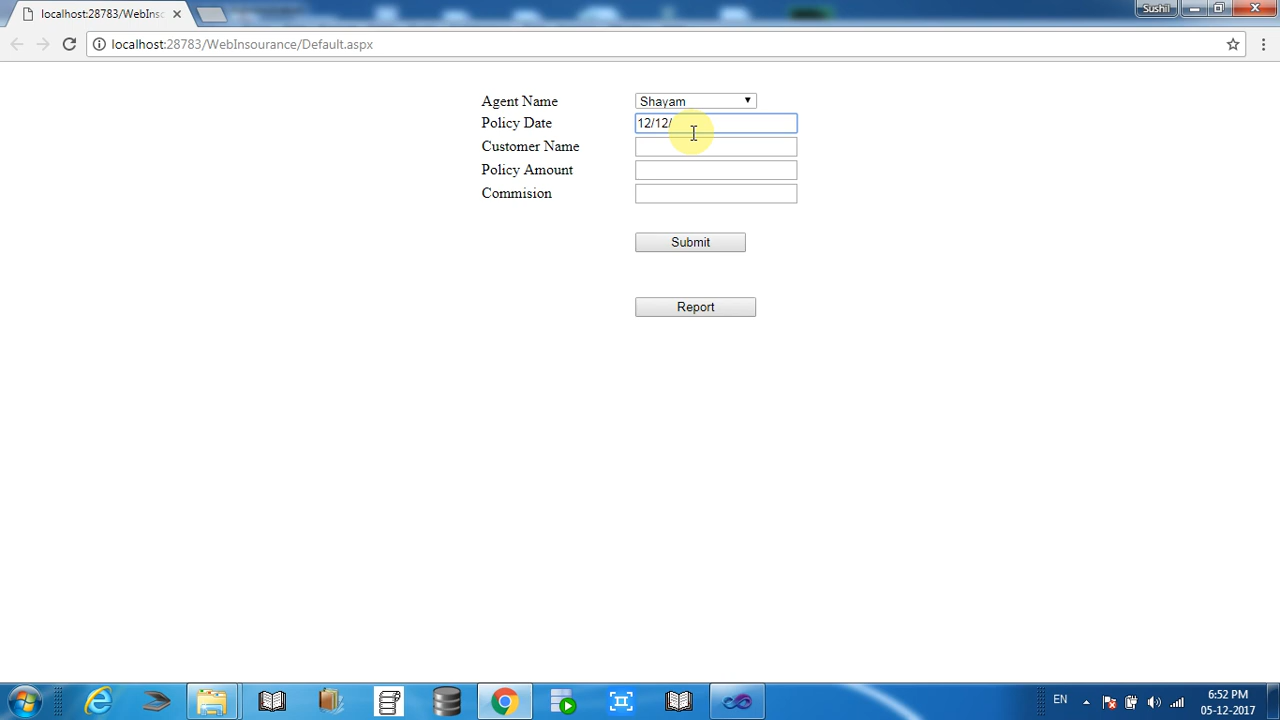 localhost:28783/WebInsc
Sushil
localhost:28783/WebInsourance/Default.aspx
Agent Name Shayam
Policy Date 12/12/
Customer Name
Policy Amount
Commision
Submit
Report
EN
6:52 PM
05-12-2017